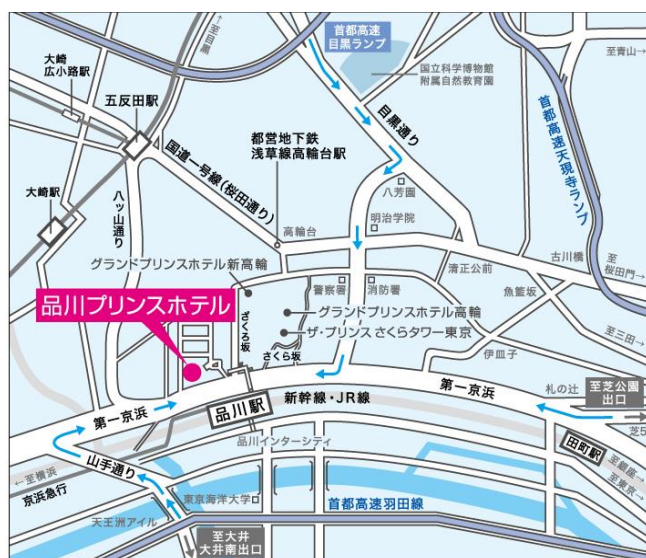 首都高速
目黒ランプ
至目黒
大崎
広小路駅
五反田駅
国立科学博物館
附属自然教育園
至青山→
目黒通り
首都高速天現寺ランプ
都営地下鉄
浅草線高輪台駅
国道一号線(桜田通り)
大崎駅
八ッ山通り
八芳園
明治学院
高輪台
グランドプリンスホテル新高輪
清正公前
古川橋
至
桜田門→
品川プリンスホテル
ざくろ坂
警察署
消防署
魚籃坂
グランドプリンスホテル高輪
ザ・プリンス さくらタワー東京
至三田→
さくら坂
伊皿子
第一京浜
品川駅
新幹線・JR線
第一京浜
札の辻
至芝公園
出口
芝5
田町駅
品川インターシティ
山手通り
←至横浜
京浜急行
至銀座→
至東京→
東京海洋大学
首都高速羽田線
天王洲アイル
至大井
大井南出口